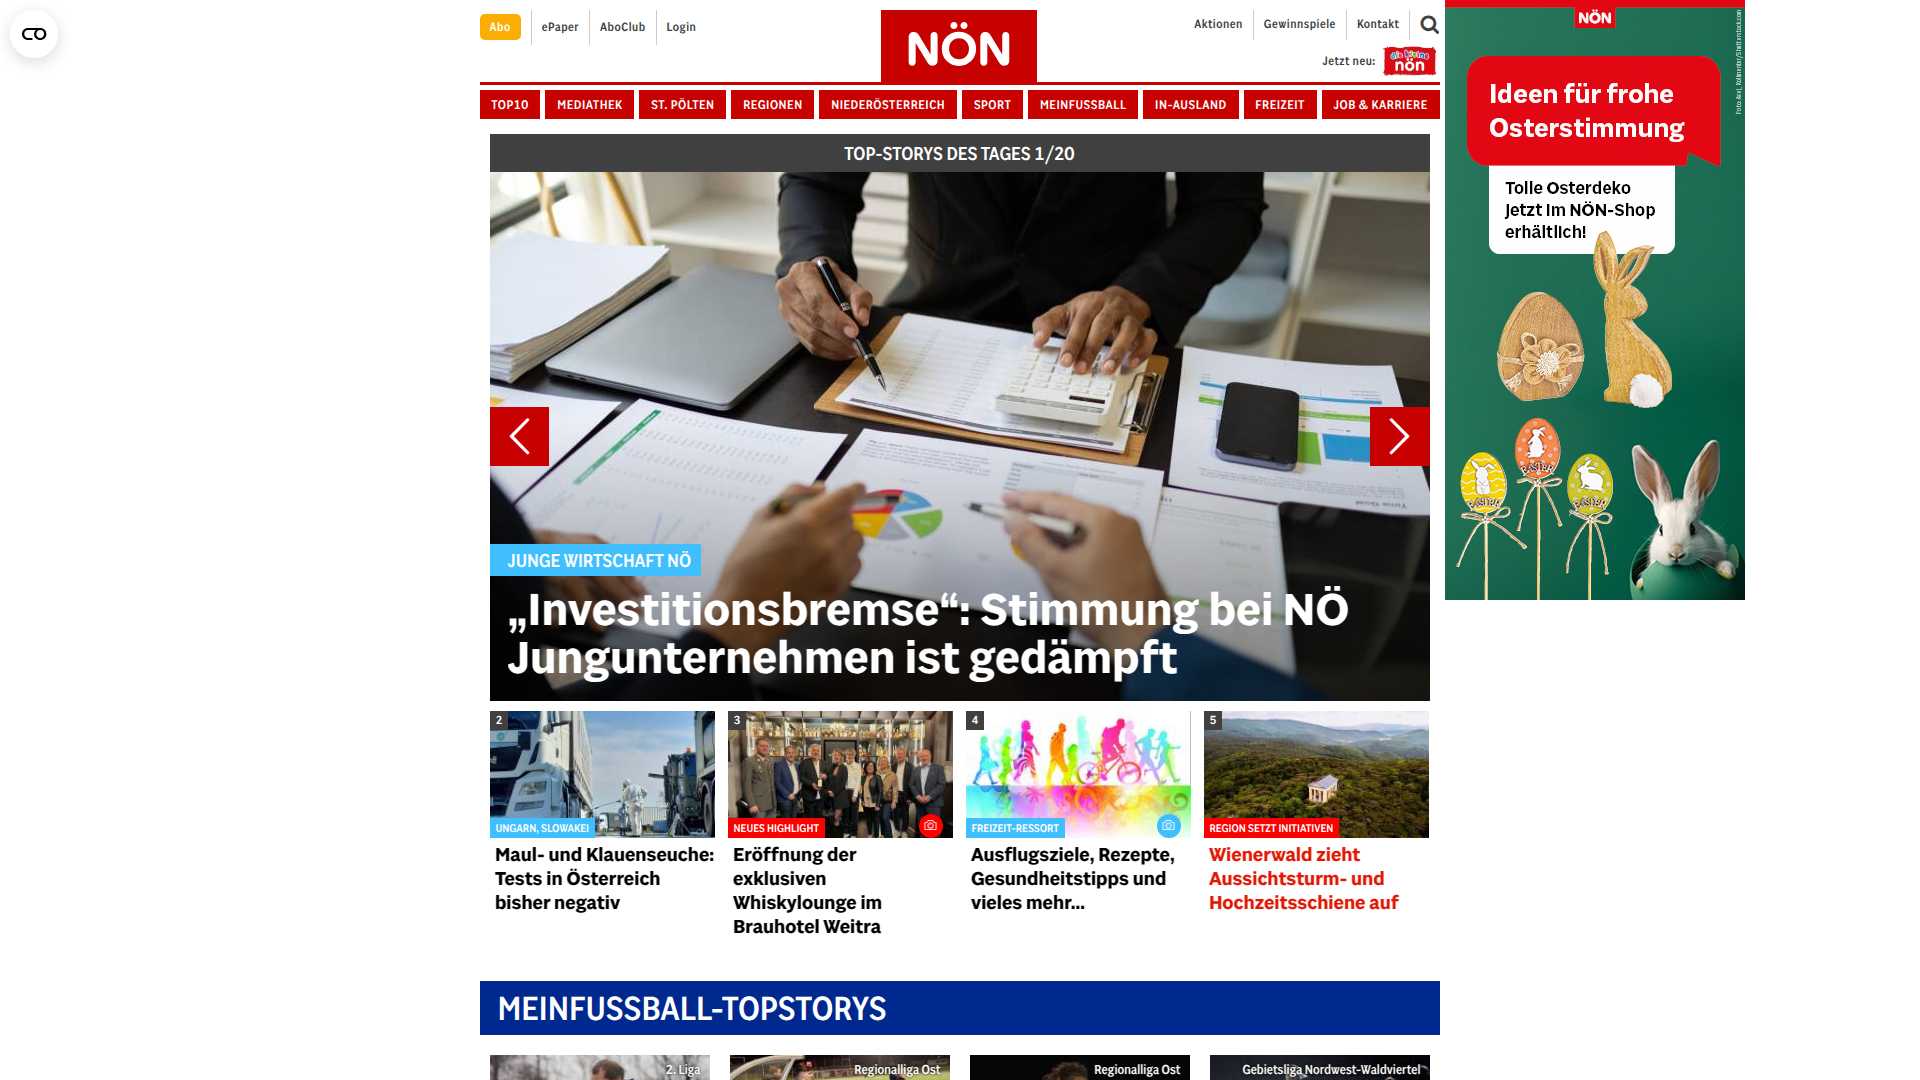 Abo
ePaper
AboClub
Login
NÖN
Aktionen
Gewinnspiele
Kontakt
Jetzt neu:
die kleine
nön
TOP10
MEDIATHEK
ST. PÖLTEN
REGIONEN
NIEDERÖSTERREICH
SPORT
MEINFUSSBALL
IN-AUSLAND
FREIZEIT
JOB & KARRIERE
TOP-STORYS DES TAGES 1/20
JUNGE WIRTSCHAFT NÖ
„Investitionsbremse“: Stimmung bei NÖ
Jungunternehmen ist gedämpft
2
UNGARN, SLOWAKEI
Maul- und Klauenseuche:
Tests in Österreich
bisher negativ
3
NEUES HIGHLIGHT
Eröffnung der
exklusiven
Whiskylounge im
Brauhotel Weitra
4
FREIZEIT-RESSORT
Ausflugsziele, Rezepte,
Gesundheitstipps und
vieles mehr...
5
REGION SETZT INITIATIVEN
Wienerwald zieht
Aussichtsturm- und
Hochzeitsschiene auf
MEINFUSSBALL-TOPSTORYS
2. Liga
Regionalliga Ost
Regionalliga Ost
Gebietsliga Nordwest-Waldviertel
NÖN
Ideen für frohe
Osterstimmung
Tolle Osterdeko
jetzt im NÖN-Shop
erhältlich!
EASTER
EASTER
EASTER